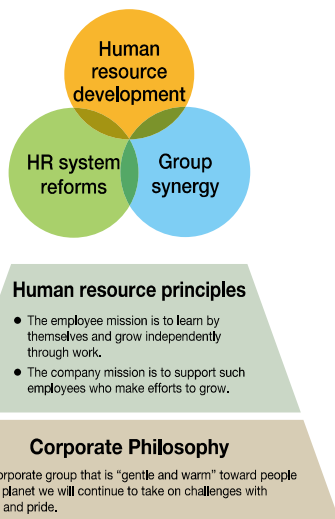 Human
resource
development
HR system
reforms
Group
synergy
Human resource principles
● The employee mission is to learn by
themselves and grow independently
through work.
● The company mission is to support such
employees who make efforts to grow.
Corporate Philosophy
corporate group that is “gentle and warm” toward people
planet we will continue to take on challenges with
and pride.